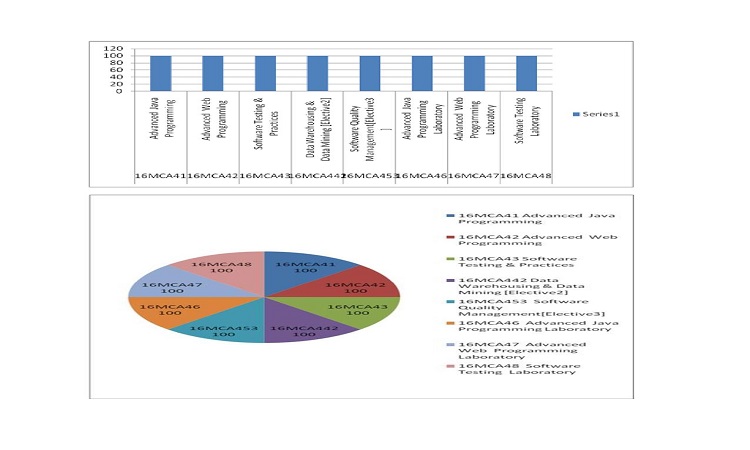 120
100
80
60
40
20
0
Advanced Java
Programming
Advanced Web
Programming
Software Testing &
Practices
Data Warehousing &
Data Mining [Elective2]
Software Quality
Management[Elective3
]
Advanced Java
Programming
Laboratory
Advanced Web
Programming
Laboratory
Software Testing
Laboratory
16MCA41 16MCA42 16MCA43 16MCA442 16MCA453 16MCA46 16MCA47 16MCA48
Series1
16MCA48
100
16MCA41
100
16MCA47
100
16MCA42
100
16MCA46
100
16MCA43
100
16MCA453
100
16MCA442
100
16MCA41 Advanced Java
Programming
16MCA42 Advanced Web
Programming
16MCA43 Software
Testing & Practices
16MCA442 Data
Warehousing & Data
Mining [Elective2]
16MCA453 Software
Quality
Management[Elective3]
16MCA46 Advanced Java
Programming Laboratory
16MCA47 Advanced
Web Programming
Laboratory
16MCA48 Software
Testing Laboratory